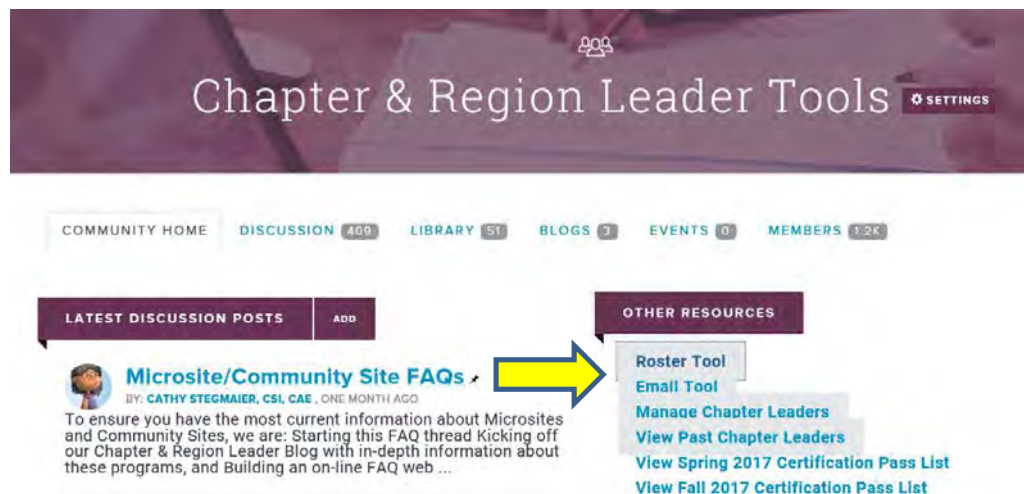 Chapter & Region Leader Tools
SETTINGS
COMMUNITY HOME DISCUSSION 409 LIBRARY 51 BLOGS 3 EVENTS 0 MEMBERS 1.2K
LATEST DISCUSSION POSTS ADD
Microsite/Community Site FAQs
BY: CATHY STEGMAIER, CSI, CAE , ONE MONTH AGO
To ensure you have the most current information about Microsites
and Community Sites, we are: Starting this FAQ thread Kicking off
our Chapter & Region Leader Blog with in-depth information about
these programs, and Building an on-line FAQ web ...
OTHER RESOURCES
Roster Tool
Email Tool
Manage Chapter Leaders
View Past Chapter Leaders
View Spring 2017 Certification Pass List
View Fall 2017 Certification Pass List